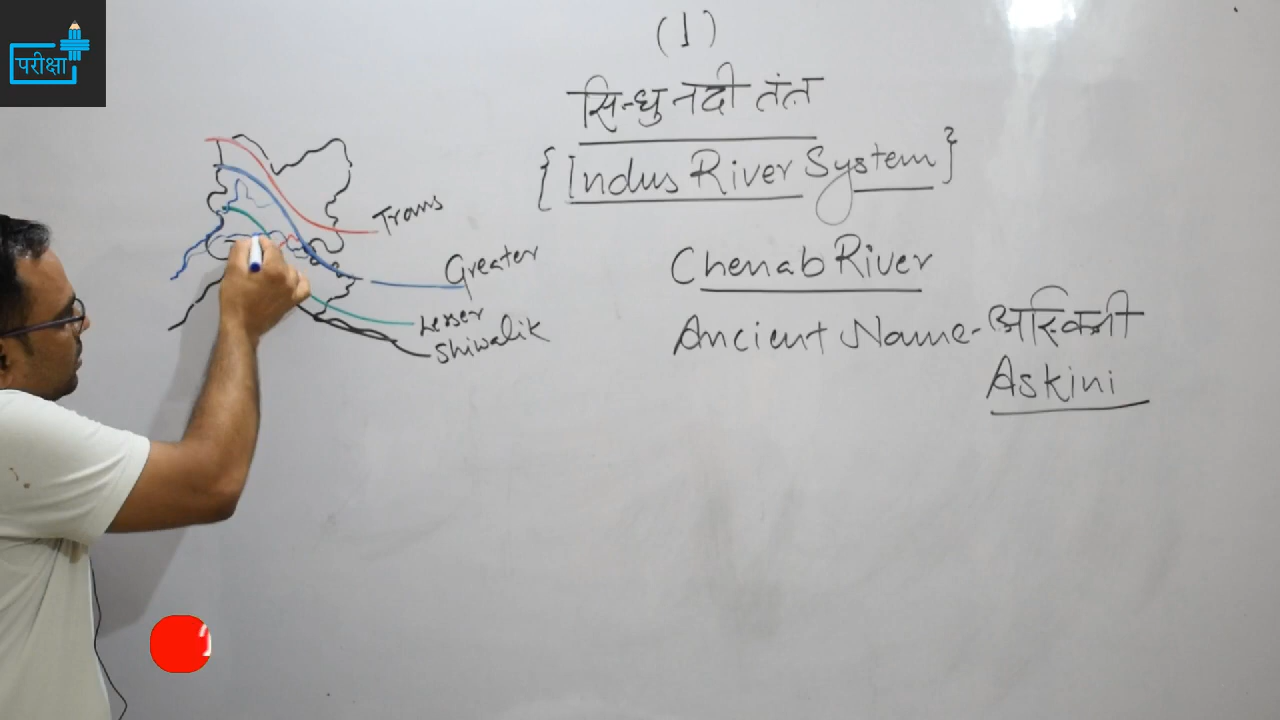 परीक्षा
(1)
सिन्धु नदी तंत्र
{Indus River System}
Chenab River
Ancient Name - अस्किनी
Askini
Trans
Greater
Lesser
Shiwalik